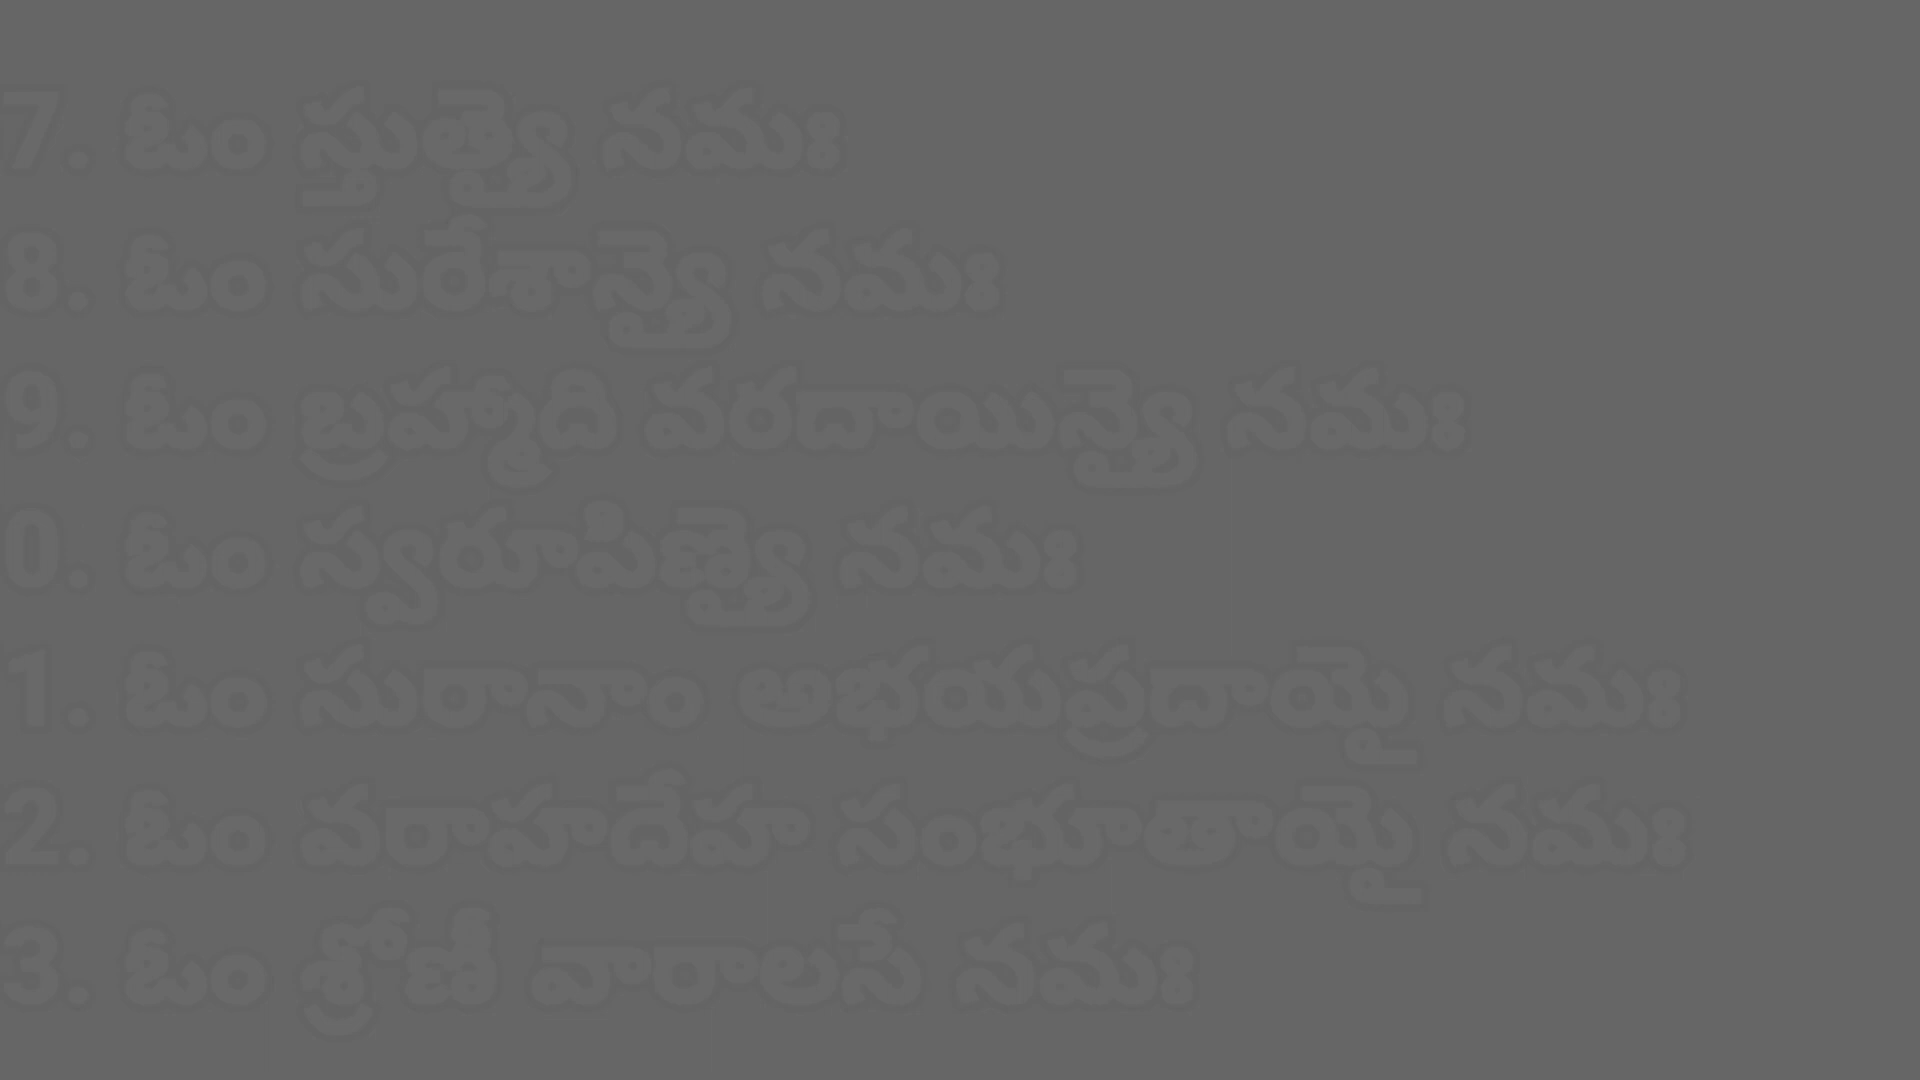 7. ఓం స్తుత్యై నమః
8. ఓం సురేశాన్యై నమః
9. ఓం బ్రహ్మాది వరదాయిన్యై నమః
0. ఓం స్వరూపిణ్యై నమః
1. ఓం సురానాం అభయప్రదాయై నమః
2. ఓం వరాహదేహ సంభూతాయై నమః
3. ఓం శ్రోణీ వారాలసే నమః